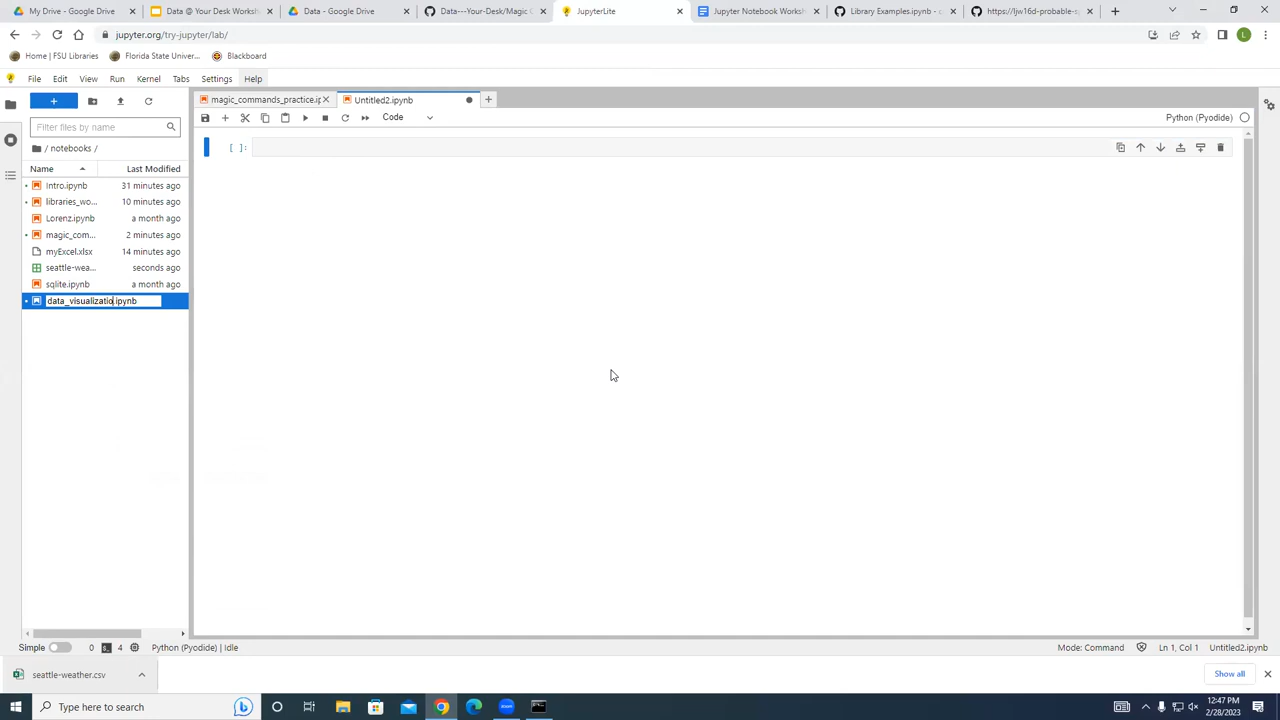 My Drive - Google Drive
Data @ Your Desk Worksh
Data - Google Drive
Data---Your-Desk/Magic C
JupyterLite
Jupyter Notebook Worksh
Library Examples.ipynb - c
https://ljw16d-probable-s
jupyter.org/try-jupyter/lab/
L
Home | FSU Libraries
Florida State Univer...
Blackboard
File
Edit
View
Run
Kernel
Tabs
Settings
Help
magic_commands_practice.ip
Untitled2.ipynb
Filter files by name
Code
Python (Pyodide)
/ notebooks /
[ ]:
Name
Last Modified
Intro.ipynb
31 minutes ago
libraries_wo...
10 minutes ago
Lorenz.ipynb
a month ago
magic_com...
2 minutes ago
myExcel.xlsx
14 minutes ago
seattle-wea...
seconds ago
sqlite.ipynb
a month ago
data_visualizatio.ipynb
Simple
0
4
Python (Pyodide) | Idle
Mode: Command
Ln 1, Col 1
Untitled2.ipynb
seattle-weather.csv
Show all
Type here to search
12:47 PM
2/28/2023